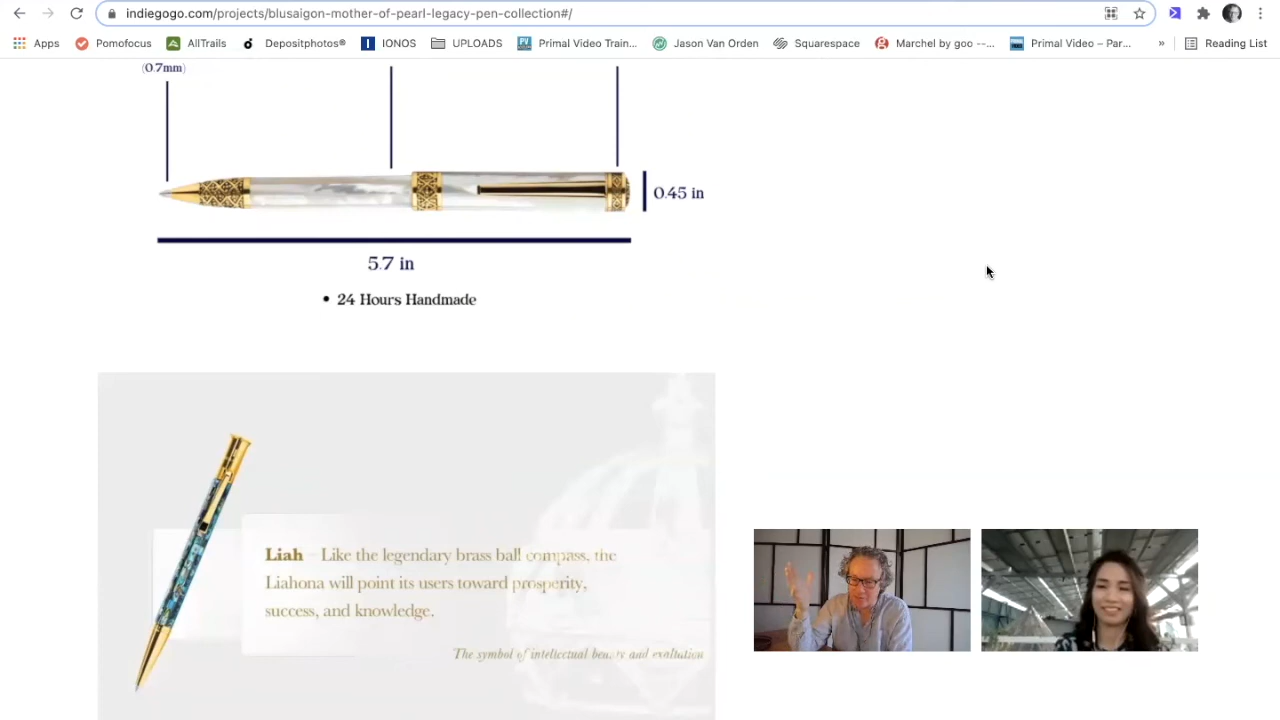 indiegogo.com/projects/blusaigon-mother-of-pearl-legacy-pen-collection#/
Apps Pomofocus AllTrails Depositphotos® IONOS UPLOADS Primal Video Train... Jason Van Orden Squarespace Marchel by goo --... Primal Video – Par... » Reading List
(0.7mm)
0.45 in
5.7 in
• 24 Hours Handmade
Liah – Like the legendary brass ball compass, the
Liahona will point its users toward prosperity,
success, and knowledge.
The symbol of intellectual beauty and exaltation